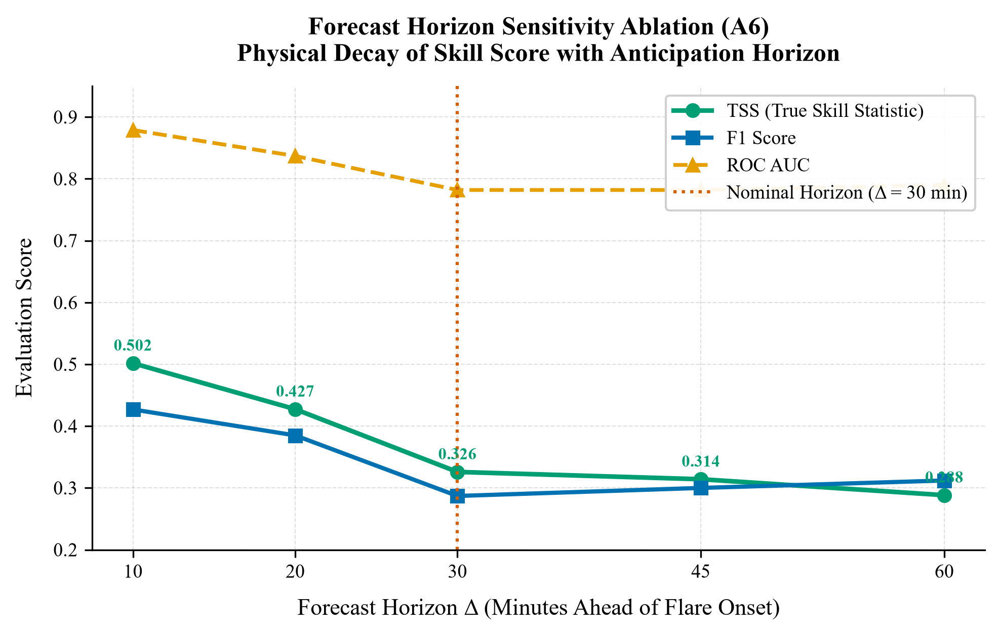 Forecast Horizon Sensitivity Ablation (A6)
Physical Decay of Skill Score with Anticipation Horizon
TSS (True Skill Statistic)
F1 Score
ROC AUC
Nominal Horizon (Δ = 30 min)
Evaluation Score
0.9
0.8
0.7
0.6
0.5
0.4
0.3
0.2
0.502
0.427
0.326
0.314
0.288
10
20
30
45
60
Forecast Horizon Δ (Minutes Ahead of Flare Onset)